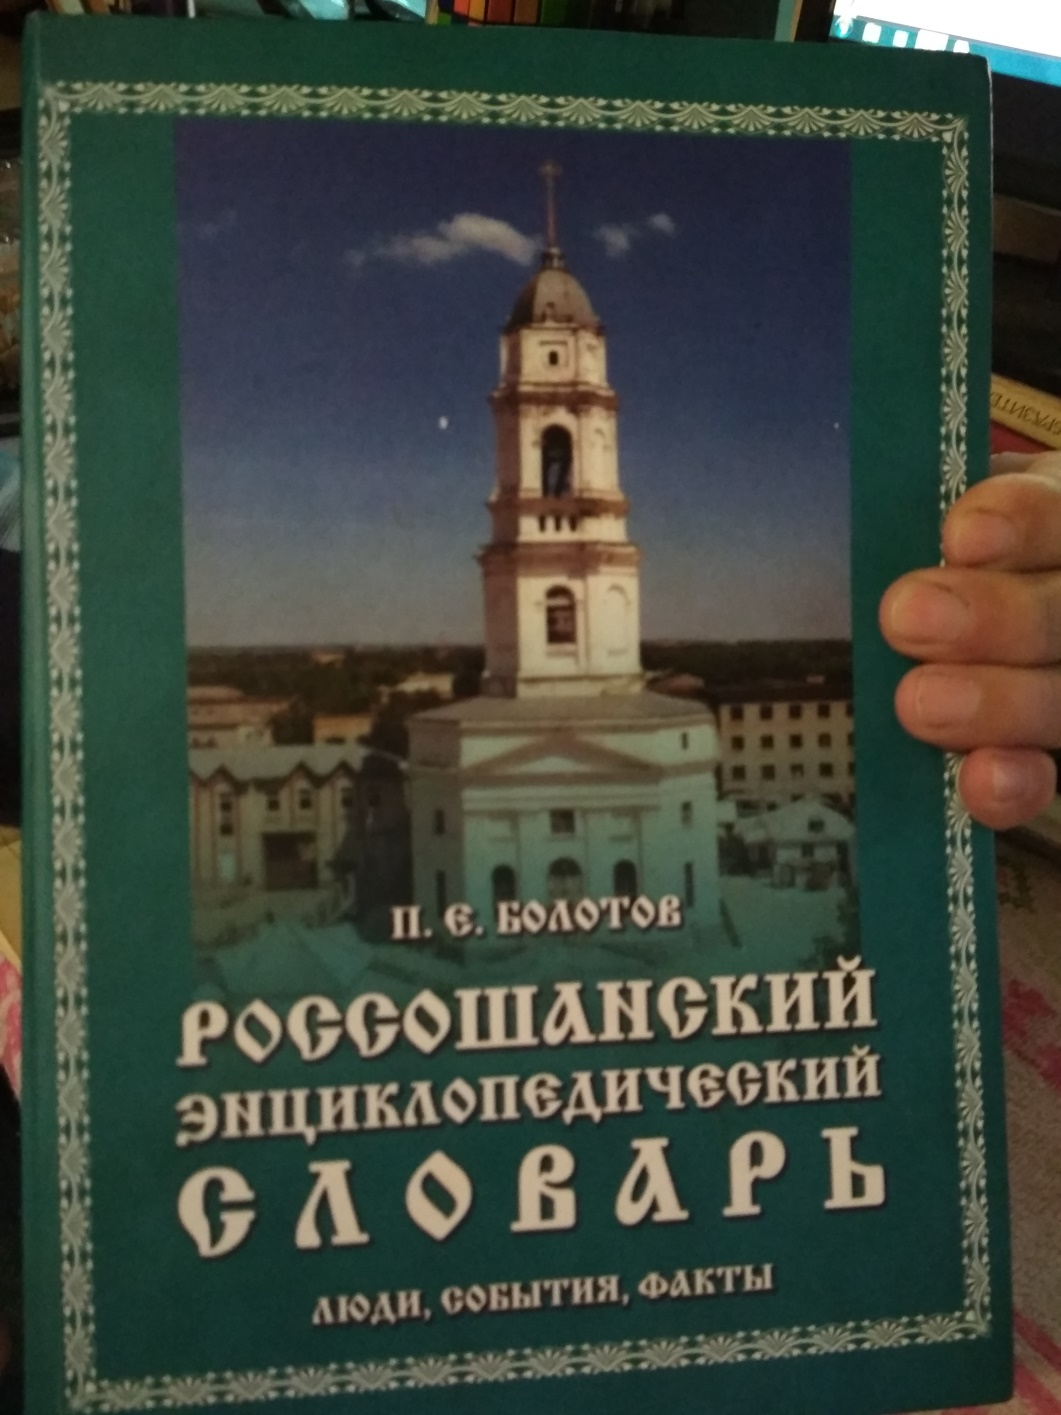 П. Е. БОЛОТОВ
РОССОШАНСКИЙ
ЭНЦИКЛОПЕДИЧЕСКИЙ
СЛОВАРЬ
ЛЮДИ, СОБЫТИЯ, ФАКТЫ